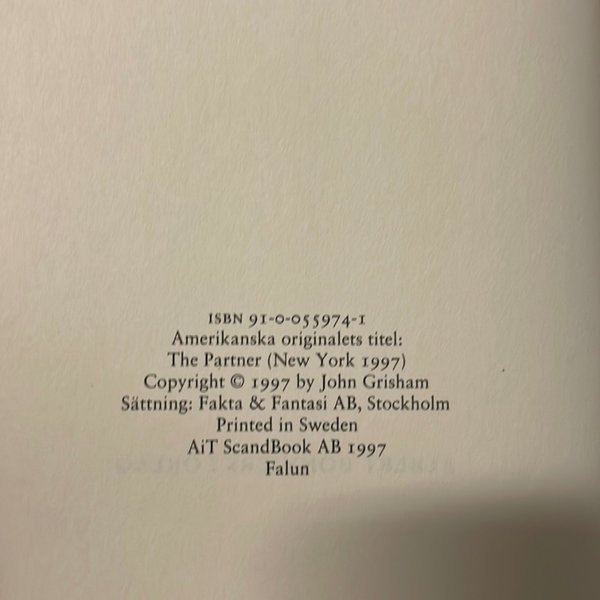 ISBN 91-0-055974-1
Amerikanska originalets titel:
The Partner (New York 1997)
Copyright © 1997 by John Grisham
Sättning: Fakta & Fantasi AB, Stockholm
Printed in Sweden
AiT ScandBook AB 1997
Falun